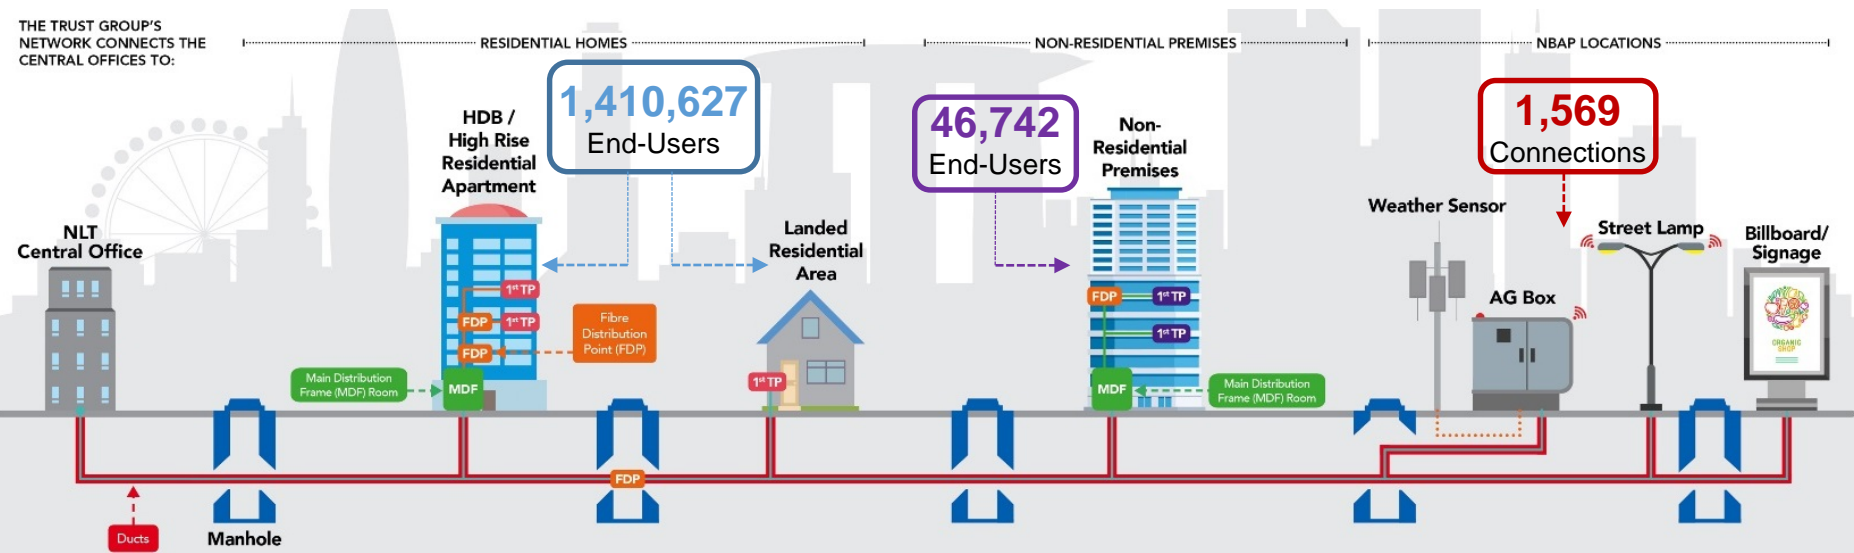 THE TRUST GROUP'S
NETWORK CONNECTS THE
CENTRAL OFFICES TO:
RESIDENTIAL HOMES
NON-RESIDENTIAL PREMISES
NBAP LOCATIONS
1,410,627
End-Users
46,742
End-Users
1,569
Connections
NLT
Central Office
HDB /
High Rise
Residential
Apartment
Landed
Residential
Area
Non-
Residential
Premises
Weather Sensor
AG Box
Street Lamp
Billboard/
Signage
1st TP
FDP
1st TP
FDP
Fibre
Distribution
Point (FDP)
MDF
Main Distribution
Frame (MDF) Room
1st TP
FDP
1st TP
1st TP
MDF
Main Distribution
Frame (MDF) Room
ORGANIC
SHOP
FDP
Ducts
Manhole